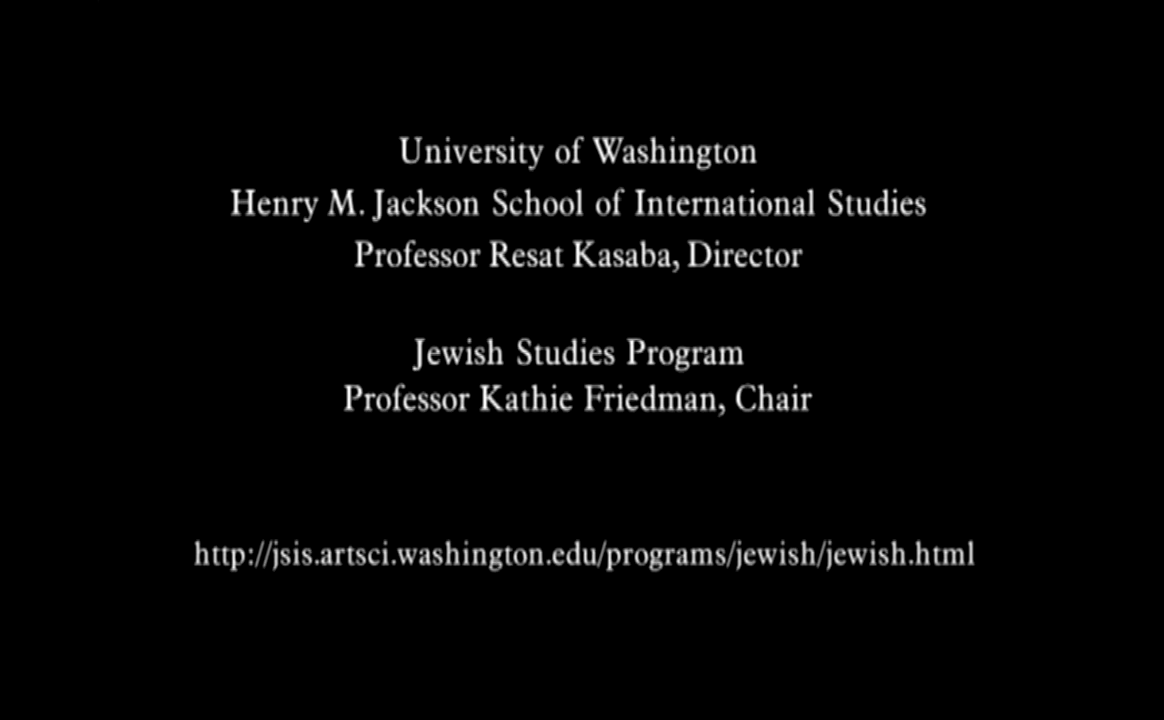 University of Washington
Henry M. Jackson School of International Studies
Professor Resat Kasaba, Director
Jewish Studies Program
Professor Kathie Friedman, Chair
http://jsis.artsci.washington.edu/programs/jewish/jewish.html